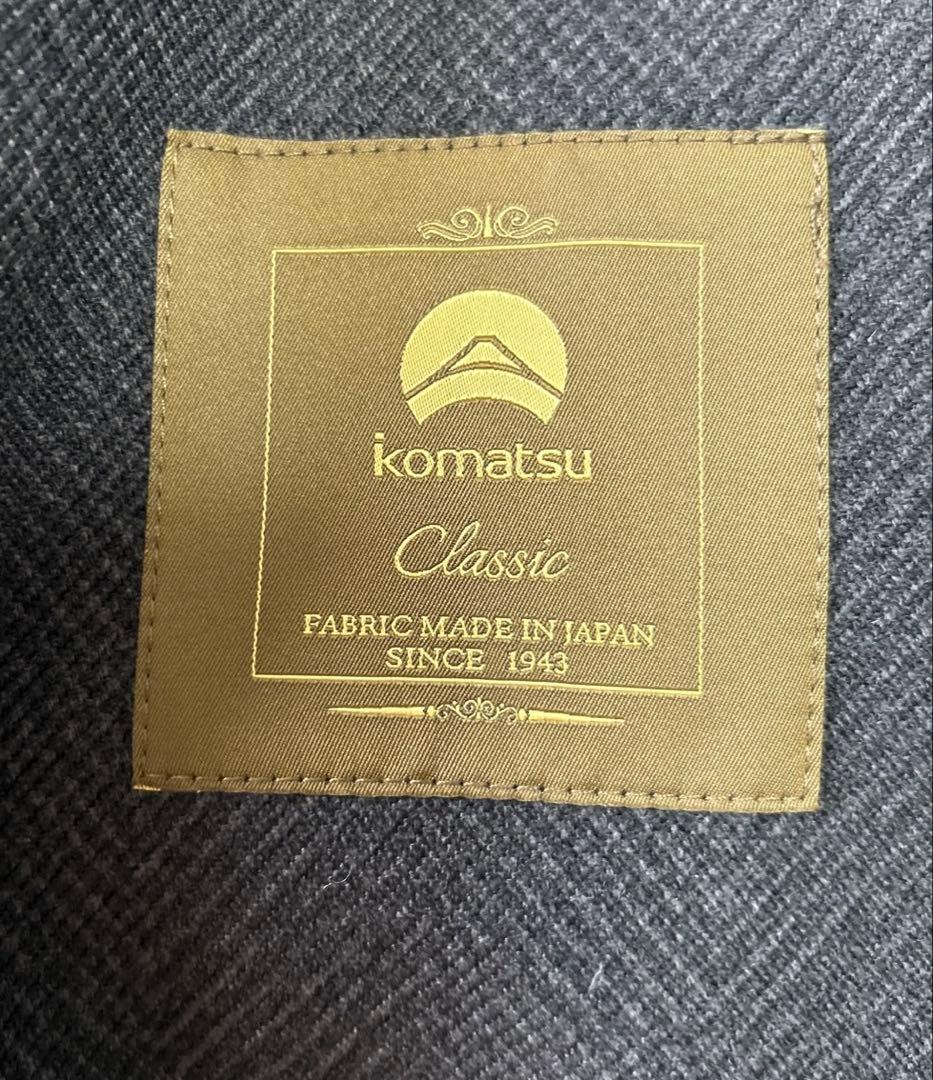 komatsu
Classic
FABRIC MADE IN JAPAN
SINCE 1943